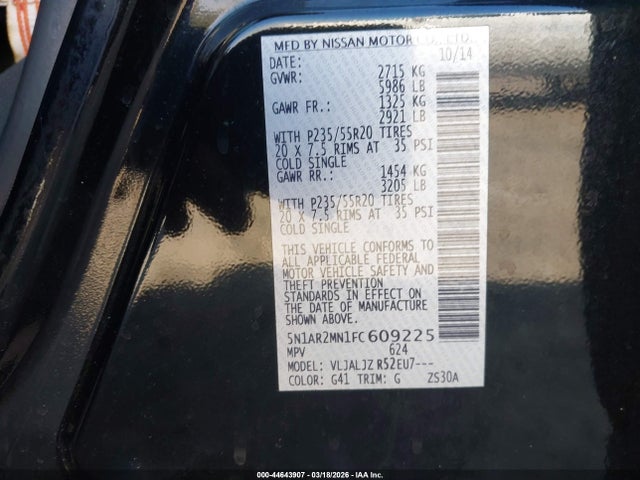 MFD BY NISSAN MOTOR CO., LTD.
DATE: 10/14
GVWR: 2715 KG
5986 LB
GAWR FR.: 1325 KG
2921 LB
WITH P235/55R20 TIRES
20 X 7.5 RIMS AT 35 PSI
COLD SINGLE
GAWR RR.: 1454 KG
3205 LB
WITH P235/55R20 TIRES
20 X 7.5 RIMS AT 35 PSI
COLD SINGLE
THIS VEHICLE CONFORMS TO
ALL APPLICABLE FEDERAL
MOTOR VEHICLE SAFETY AND
THEFT PREVENTION
STANDARDS IN EFFECT ON
THE DATE OF MANUFACTURE
SHOWN ABOVE.
5N1AR2MN1FC609225
MPV 624
MODEL: VLJALJZ R52EU7---
COLOR: G41 TRIM: G ZS30A
000-44643907 - 03/18/2026 - IAA Inc.